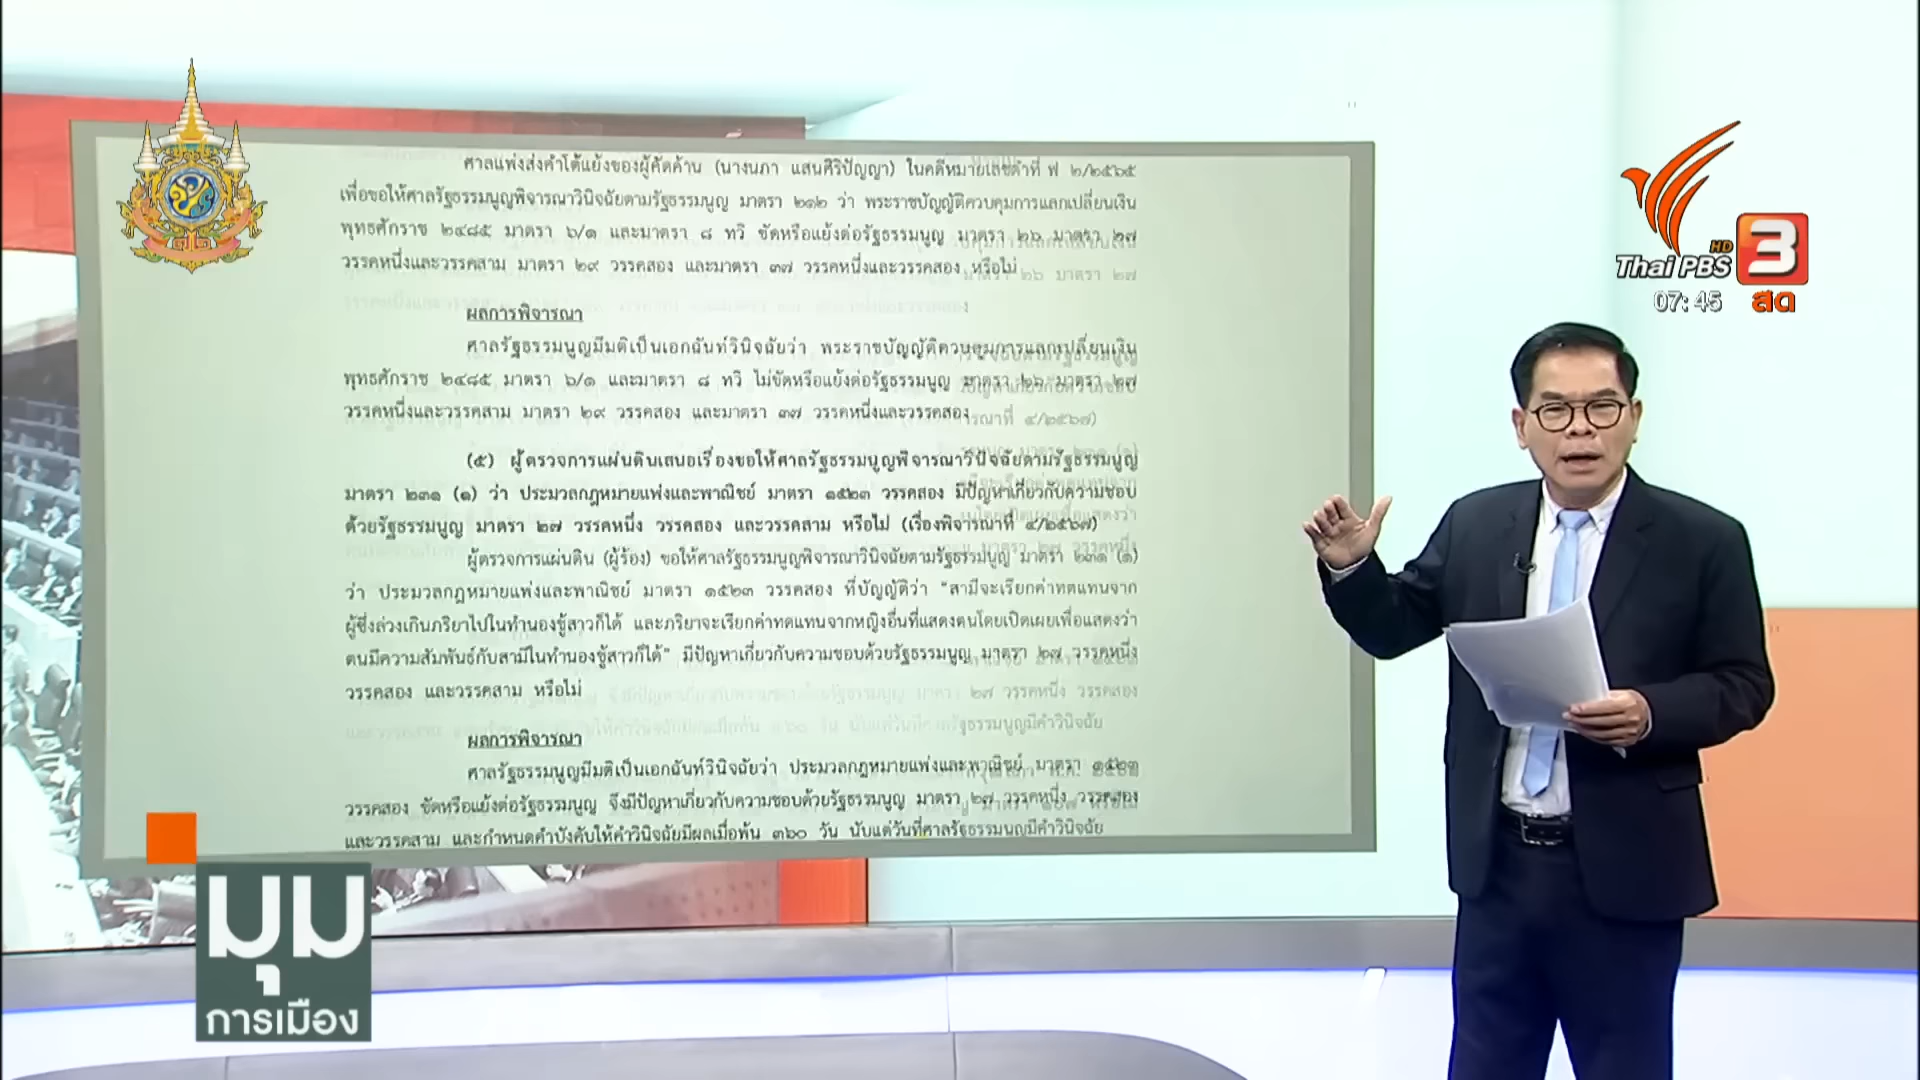 ศาลแพ่งส่งคำโต้แย้งของผู้คัดค้าน (นางนภา แสนศิริปัญญา) ในคดีหมายเลขดำที่ ฟ ๒/๒๕๖๕
เพื่อขอให้ศาลรัฐธรรมนูญพิจารณาวินิจฉัยตามรัฐธรรมนูญ มาตรา ๒๑๒ ว่า พระราชบัญญัติควบคุมการแลกเปลี่ยนเงิน
พุทธศักราช ๒๔๘๕ มาตรา ๖/๑ และมาตรา ๘ ทวิ ขัดหรือแย้งต่อรัฐธรรมนูญ มาตรา ๒๖ มาตรา ๒๗
วรรคหนึ่งและวรรคสาม มาตรา ๒๙ วรรคสอง และมาตรา ๓๗ วรรคหนึ่งและวรรคสอง หรือไม่
ผลการพิจารณา
ศาลรัฐธรรมนูญมีมติเป็นเอกฉันท์วินิจฉัยว่า พระราชบัญญัติควบคุมการแลกเปลี่ยนเงิน
พุทธศักราช ๒๔๘๕ มาตรา ๖/๑ และมาตรา ๘ ทวิ ไม่ขัดหรือแย้งต่อรัฐธรรมนูญ มาตรา ๒๖ มาตรา ๒๗
วรรคหนึ่งและวรรคสาม มาตรา ๒๙ วรรคสอง และมาตรา ๓๗ วรรคหนึ่งและวรรคสอง
(๕) ผู้ตรวจการแผ่นดินเสนอเรื่องขอให้ศาลรัฐธรรมนูญพิจารณาวินิจฉัยตามรัฐธรรมนูญ
มาตรา ๒๓๑ (๑) ว่า ประมวลกฎหมายแพ่งและพาณิชย์ มาตรา ๑๕๒๓ วรรคสอง มีปัญหาเกี่ยวกับความชอบ
ด้วยรัฐธรรมนูญ มาตรา ๒๗ วรรคหนึ่ง วรรคสอง และวรรคสาม หรือไม่ (เรื่องพิจารณาที่ ๔/๒๕๖๗)
ผู้ตรวจการแผ่นดิน (ผู้ร้อง) ขอให้ศาลรัฐธรรมนูญพิจารณาวินิจฉัยตามรัฐธรรมนูญ มาตรา ๒๓๑ (๑)
ว่า ประมวลกฎหมายแพ่งและพาณิชย์ มาตรา ๑๕๒๓ วรรคสอง ที่บัญญัติว่า “สามีจะเรียกค่าทดแทนจาก
ผู้ซึ่งล่วงเกินภริยาไปในทำนองชู้สาวก็ได้ และภริยาจะเรียกค่าทดแทนจากหญิงอื่นที่แสดงตนโดยเปิดเผยเพื่อแสดงว่า
ตนมีความสัมพันธ์กับสามีในทำนองชู้สาวก็ได้” มีปัญหาเกี่ยวกับความชอบด้วยรัฐธรรมนูญ มาตรา ๒๗ วรรคหนึ่ง
วรรคสอง และวรรคสาม หรือไม่
ผลการพิจารณา
ศาลรัฐธรรมนูญมีมติเป็นเอกฉันท์วินิจฉัยว่า ประมวลกฎหมายแพ่งและพาณิชย์ มาตรา ๑๕๒๓
วรรคสอง ขัดหรือแย้งต่อรัฐธรรมนูญ จึงมีปัญหาเกี่ยวกับความชอบด้วยรัฐธรรมนูญ มาตรา ๒๗ วรรคหนึ่ง วรรคสอง
และวรรคสาม และกำหนดคำบังคับให้คำวินิจฉัยมีผลเมื่อพ้น ๓๖๐ วัน นับแต่วันที่ศาลรัฐธรรมนูญมีคำวินิจฉัย
HD
Thai PBS 3
07:45 สด
มุม
การเมือง